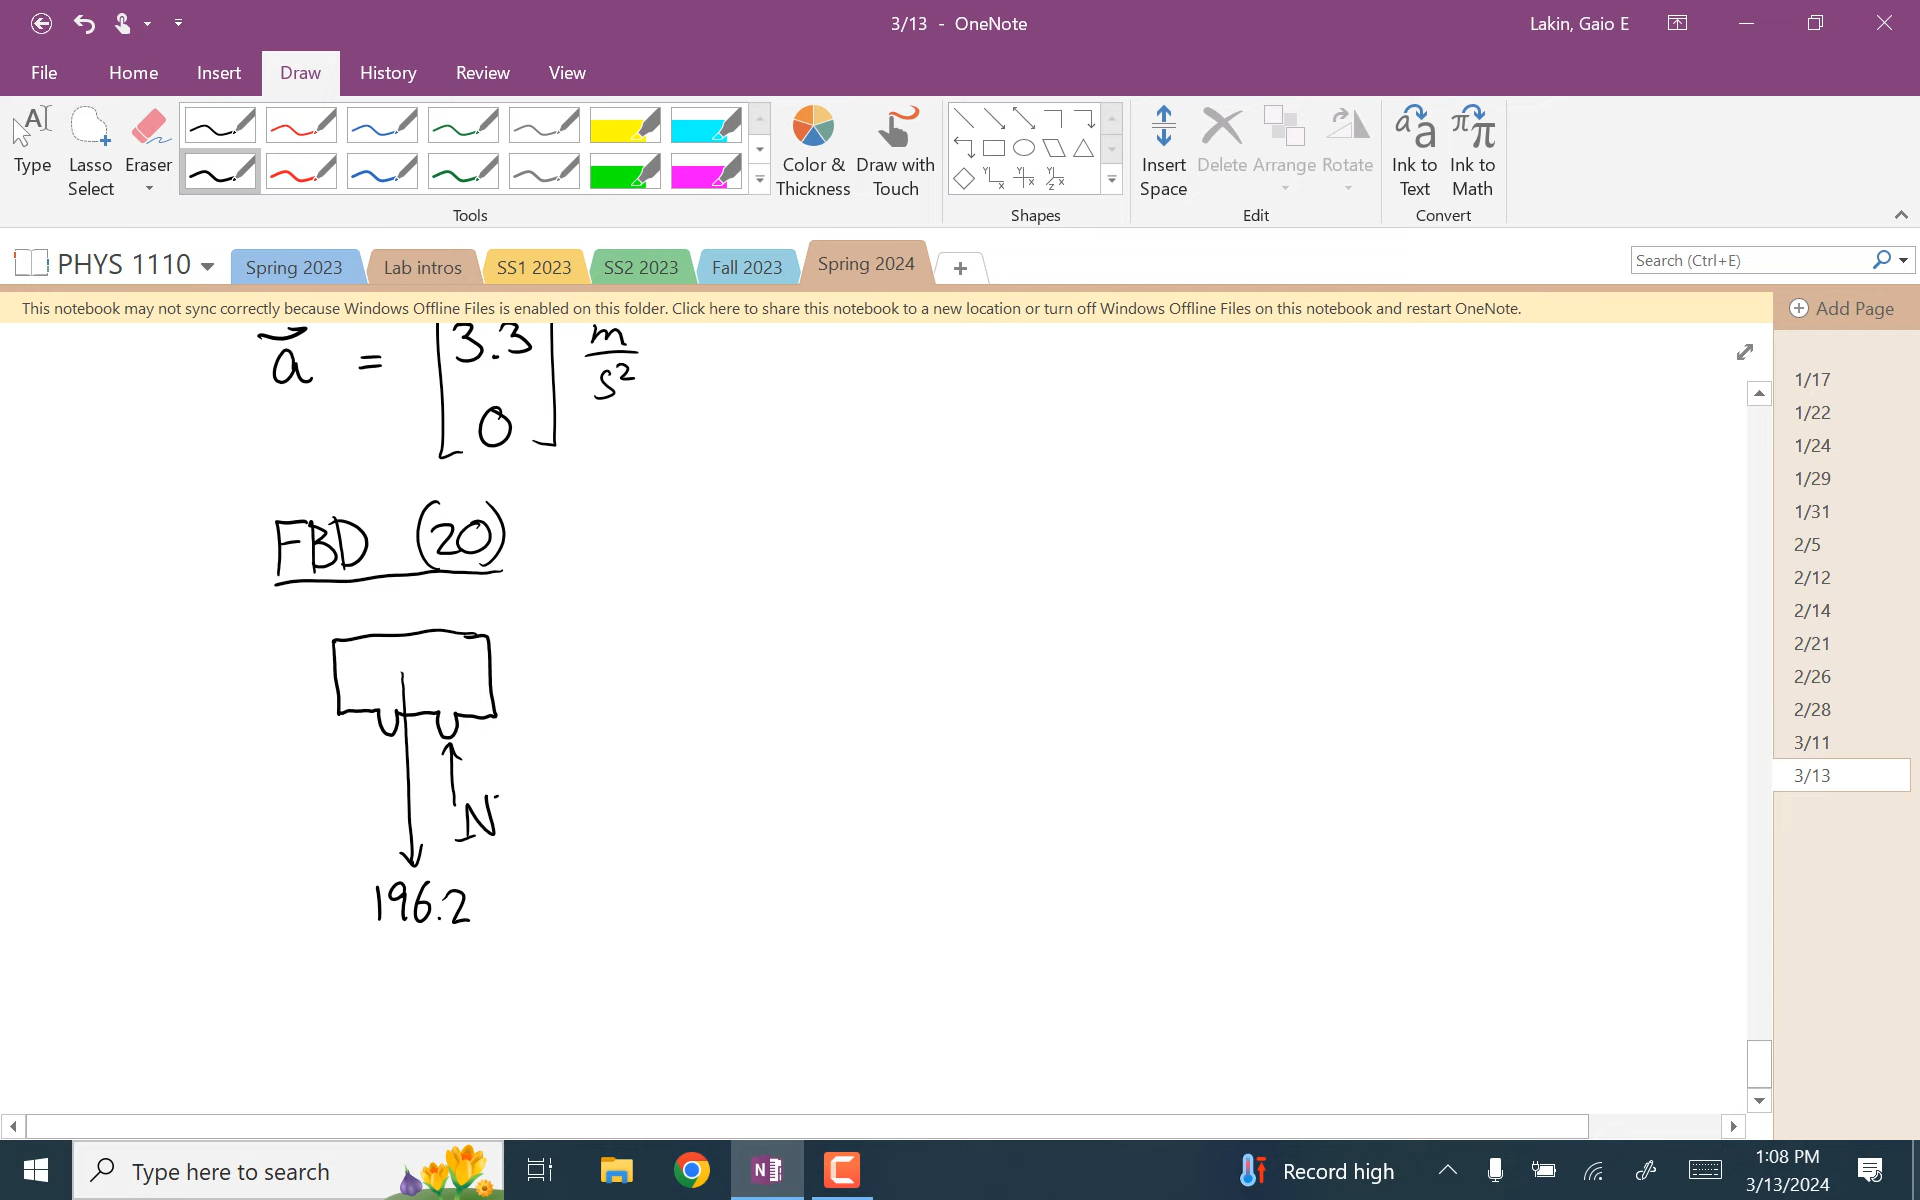 3/13 - OneNote
Lakin, Gaio E
File Home Insert Draw History Review View
Type
Lasso Select
Eraser
Color & Thickness
Draw with Touch
Insert Space
Delete
Arrange
Rotate
Ink to Text
Ink to Math
Tools
Shapes
Edit
Convert
PHYS 1110
Spring 2023
Lab intros
SS1 2023
SS2 2023
Fall 2023
Spring 2024
Search (Ctrl+E)
This notebook may not sync correctly because Windows Offline Files is enabled on this folder. Click here to share this notebook to a new location or turn off Windows Offline Files on this notebook and restart OneNote.
Add Page
1/17
1/22
1/24
1/29
1/31
2/5
2/12
2/14
2/21
2/26
2/28
3/11
3/13
a = [3.3 0] m/s²
FBD (20)
N
196.2
Type here to search
Record high
1:08 PM
3/13/2024